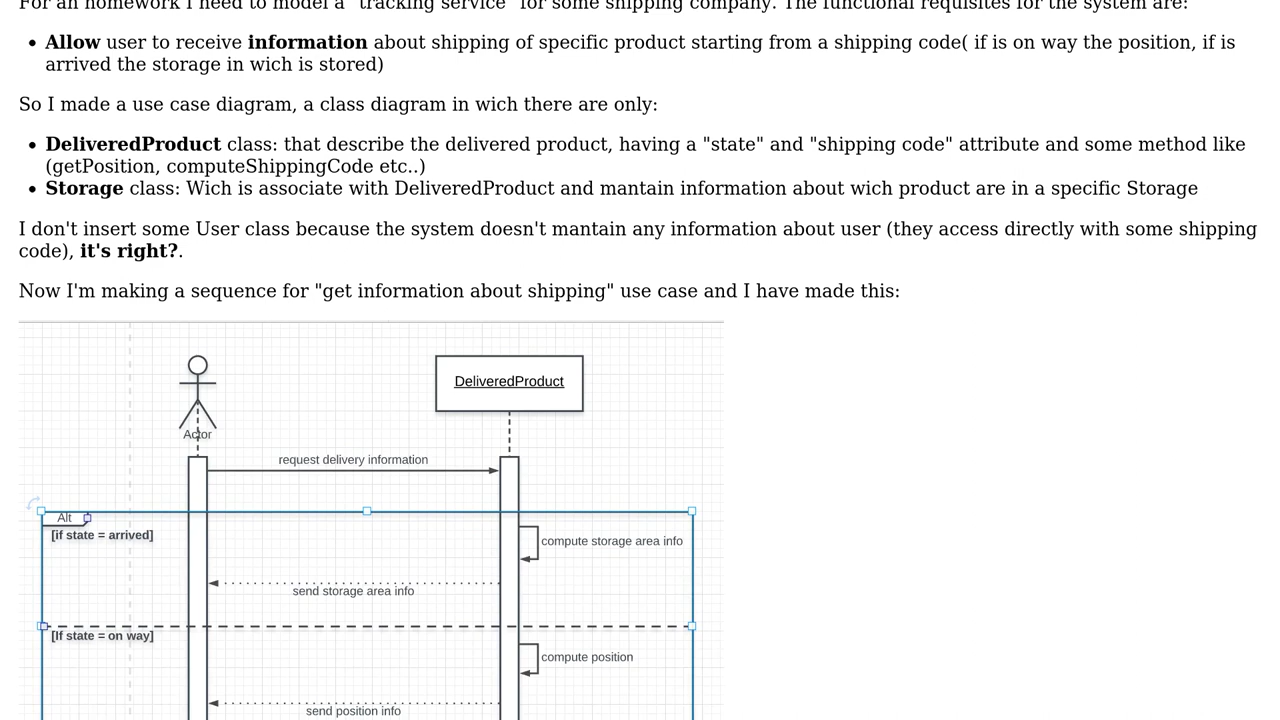 For an homework I need to model a "tracking service" for some shipping company. The functional requisites for the system are:
• Allow user to receive information about shipping of specific product starting from a shipping code( if is on way the position, if is
arrived the storage in wich is stored)
So I made a use case diagram, a class diagram in wich there are only:
• DeliveredProduct class: that describe the delivered product, having a "state" and "shipping code" attribute and some method like
(getPosition, computeShippingCode etc..)
• Storage class: Wich is associate with DeliveredProduct and mantain information about wich product are in a specific Storage
I don't insert some User class because the system doesn't mantain any information about user (they access directly with some shipping
code), it's right?.
Now I'm making a sequence for "get information about shipping" use case and I have made this:
DeliveredProduct
Actor
request delivery information
Alt
[if state = arrived]
compute storage area info
send storage area info
[If state = on way]
compute position
send position info